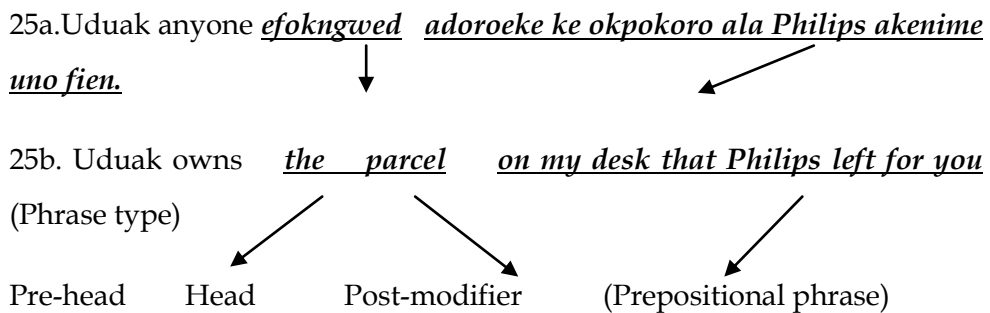 25a.Uduak anyone efokngwed adoroeke ke okpokoro ala Philips akenime
uno fien.
25b. Uduak owns the parcel on my desk that Philips left for you
(Phrase type)
Pre-head Head Post-modifier (Prepositional phrase)